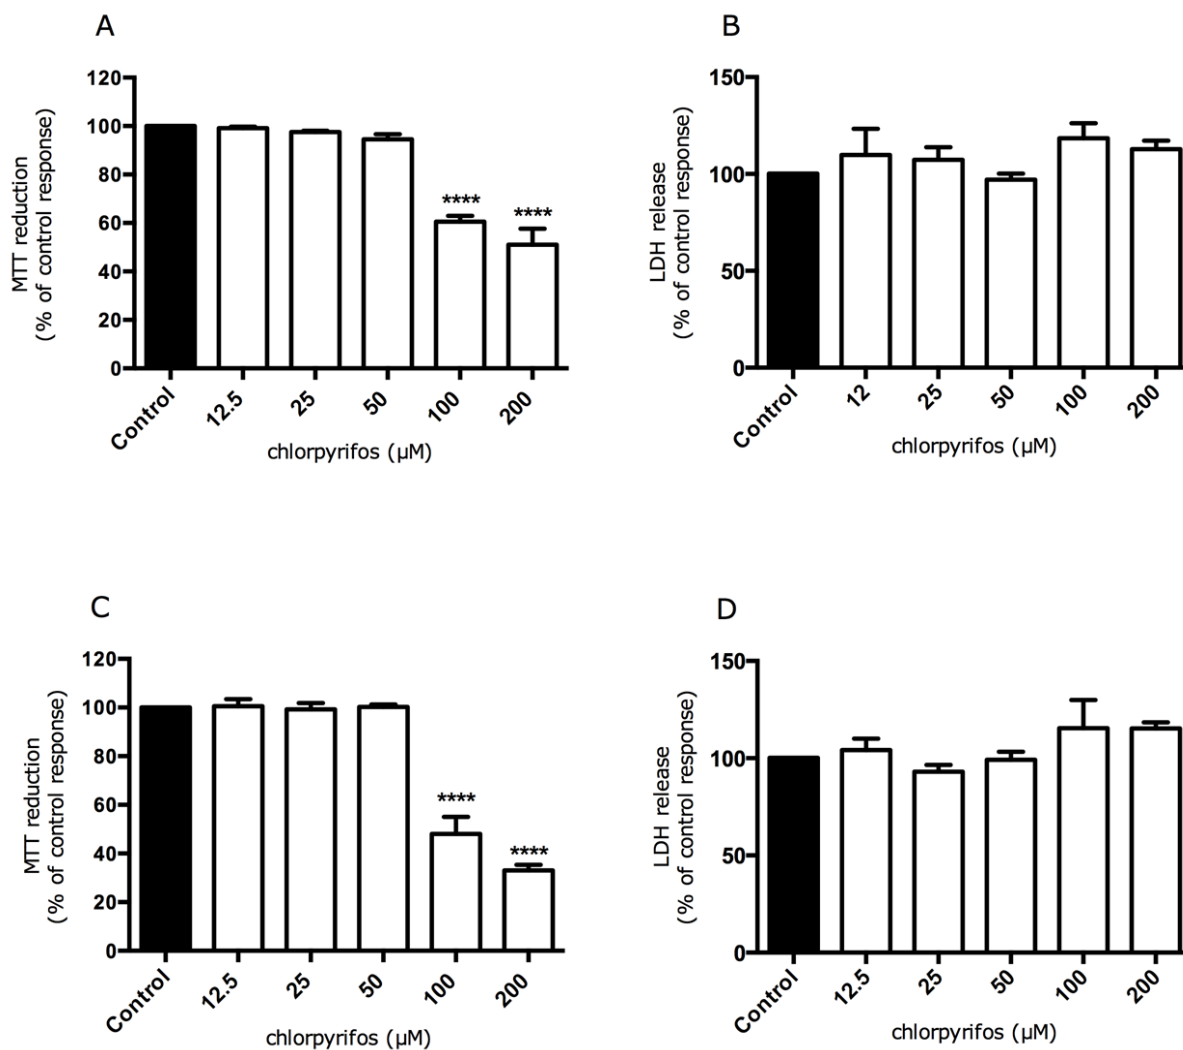 A
MTT reduction
(% of control response)
120
100
80
60
40
20
0
****
****
Control
12.5
25
50
100
200
chlorpyrifos (µM)
B
LDH release
(% of control response)
150
100
50
0
Control
12
25
50
100
200
chlorpyrifos (µM)
C
MTT reduction
(% of control response)
120
100
80
60
40
20
0
****
****
Control
12.5
25
50
100
200
chlorpyrifos (µM)
D
LDH release
(% of control response)
150
100
50
0
Control
12.5
25
50
100
200
chlorpyrifos (µM)